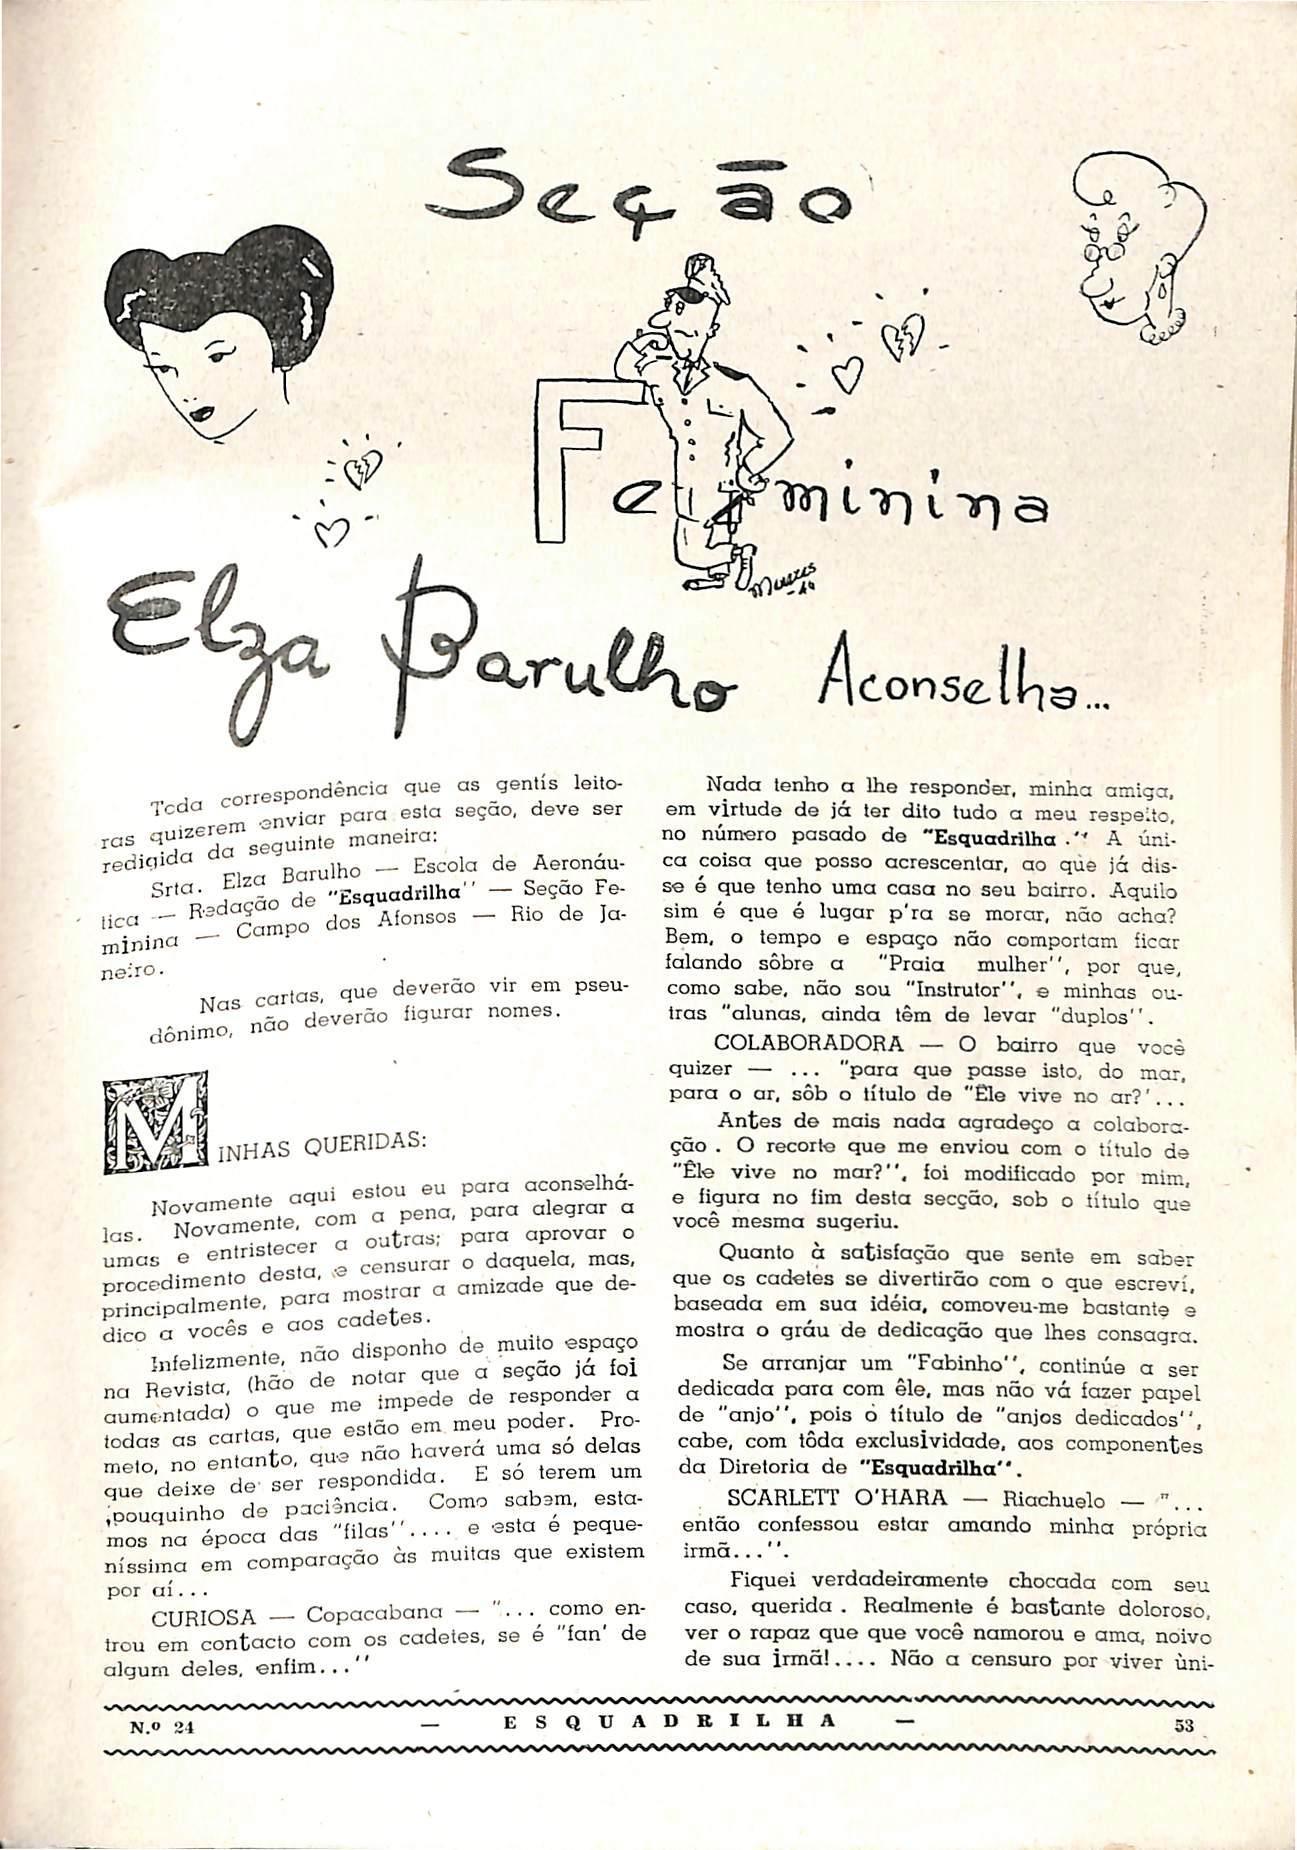 Seção
Feminina
Elza Barulho Aconselha...
Toda correspondência que as gentís leito-
ras quizerem enviar para esta seção, deve ser
redigida da seguinte maneira:
Srta. Elza Barulho — Escola de Aeronáu-
tica — Redação de "Esquadrilha" — Seção Fe-
minina — Campo dos Afonsos — Rio de Ja-
neiro.
Nas cartas, que deverão vir em pseu-
dônimo, não deverão figurar nomes.
MINHAS QUERIDAS:
Novamente aqui estou eu para aconselhá-
las. Novamente, com a pena, para alegrar a
umas e entristecer a outras; para aprovar o
procedimento desta, e censurar o daquela, mas,
principalmente, para mostrar a amizade que de-
dico a vocês e aos cadetes.
Infelizmente, não disponho de muito espaço
na Revista, (hão de notar que a seção já foi
aumentada) o que me impede de responder a
todas as cartas, que estão em meu poder. Pro-
meto, no entanto, que não haverá uma só delas
que deixe de ser respondida. E só terem um
pouquinho de paciência. Como sabem, esta-
mos na época das "filas".... e esta é peque-
níssima em comparação às muitas que existem
por aí...
CURIOSA — Copacabana — "... como en-
trou em contacto com os cadetes, se é "fan' de
algum deles, enfim..."
Nada tenho a lhe responder, minha amiga,
em virtude de já ter dito tudo a meu respeito,
no número pasado de "Esquadrilha." A úni-
ca coisa que posso acrescentar, ao que já dis-
se é que tenho uma casa no seu bairro. Aquilo
sim é que é lugar p'ra se morar, não acha?
Bem, o tempo e espaço não comportam ficar
falando sôbre a "Praia mulher", por que,
como sabe, não sou "Instrutor", e minhas ou-
tras "alunas, ainda têm de levar "duplos".
COLABORADORA — O bairro que você
quizer — ... "para que passe isto, do mar,
para o ar, sôb o título de "Êle vive no ar?'...
Antes de mais nada agradeço a colabora-
ção. O recorte que me enviou com o título de
"Êle vive no mar?", foi modificado por mim,
e figura no fim desta secção, sob o título que
você mesma sugeriu.
Quanto à satisfação que sente em saber
que os cadetes se divertirão com o que escreví,
baseada em sua idéia, comoveu-me bastante e
mostra o gráu de dedicação que lhes consagra.
Se arranjar um "Fabinho", continúe a ser
dedicada para com êle, mas não vá fazer papel
de "anjo", pois o título de "anjos dedicados",
cabe, com tôda exclusividade, aos componentes
da Diretoria de "Esquadrilha".
SCARLETT O'HARA — Riachuelo — "...
então confessou estar amando minha própria
irmã...".
Fiquei verdadeiramente chocada com seu
caso, querida. Realmente é bastante doloroso,
ver o rapaz que que você namorou e ama, noivo
de sua irmã!.... Não a censuro por viver ùni-
N.º 24 — ESQUADRILHA — 53